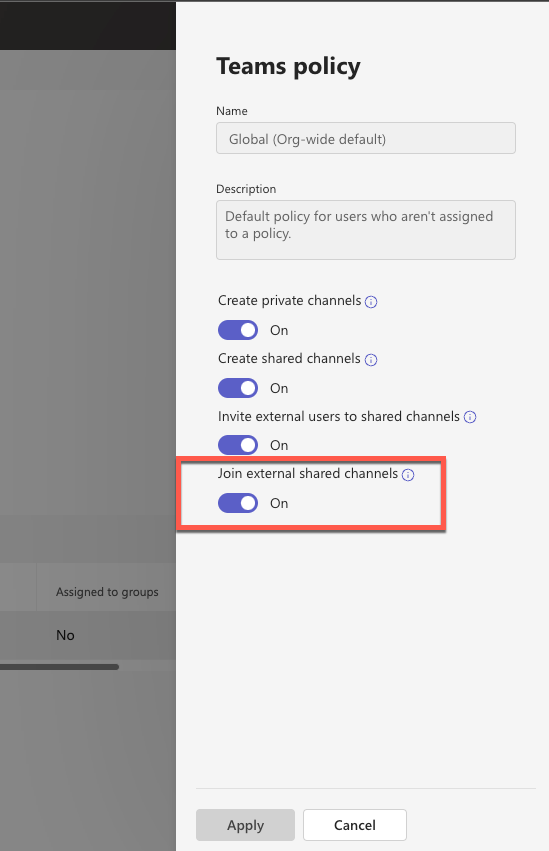 Teams policy
Name
Global (Org-wide default)
Description
Default policy for users who aren't assigned
to a policy.
Create private channels
On
Create shared channels
On
Invite external users to shared channels
On
Join external shared channels
On
Assigned to groups
No
Apply
Cancel